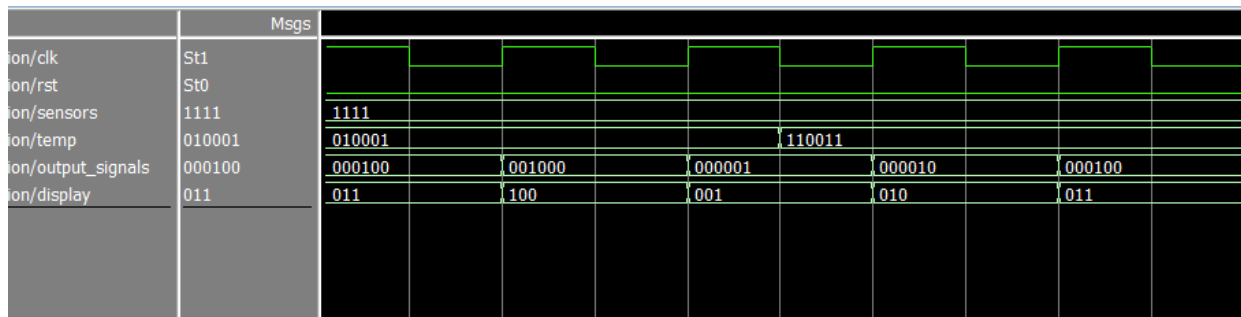 Msgs
ion/clk St1
ion/rst St0
ion/sensors 1111 1111
ion/temp 010001 010001 110011
ion/output_signals 000100 000100 001000 000001 000010 000100
ion/display 011 011 100 001 010 011